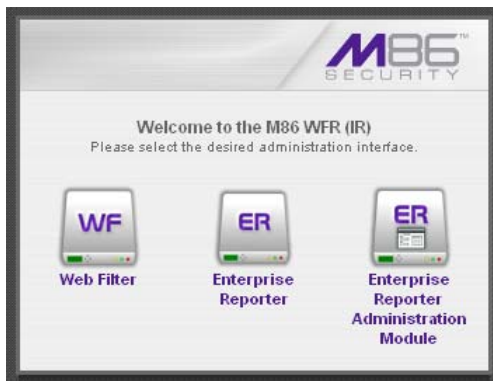 M86™
SECURITY
Welcome to the M86 WFR (IR)
Please select the desired administration interface.
WF
ER
ER
Web Filter
Enterprise
Reporter
Enterprise
Reporter
Administration
Module